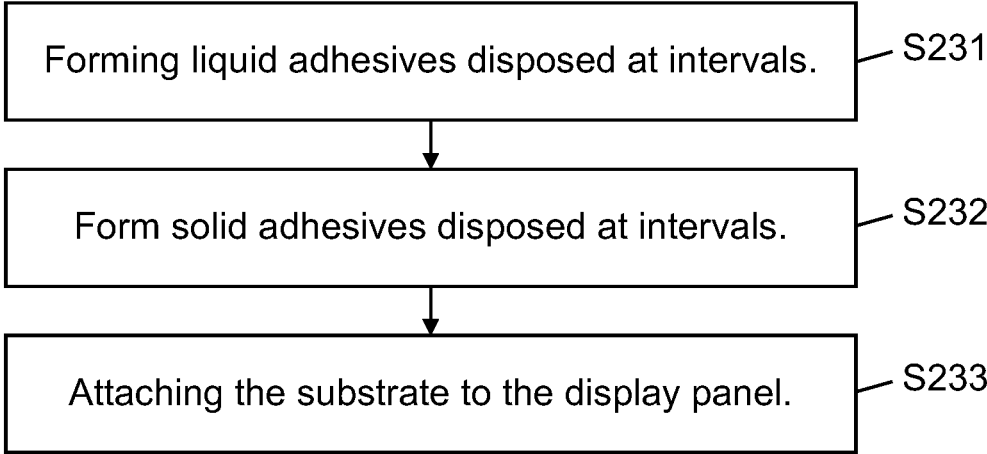 Forming liquid adhesives disposed at intervals.
S231
Form solid adhesives disposed at intervals.
S232
Attaching the substrate to the display panel.
S233